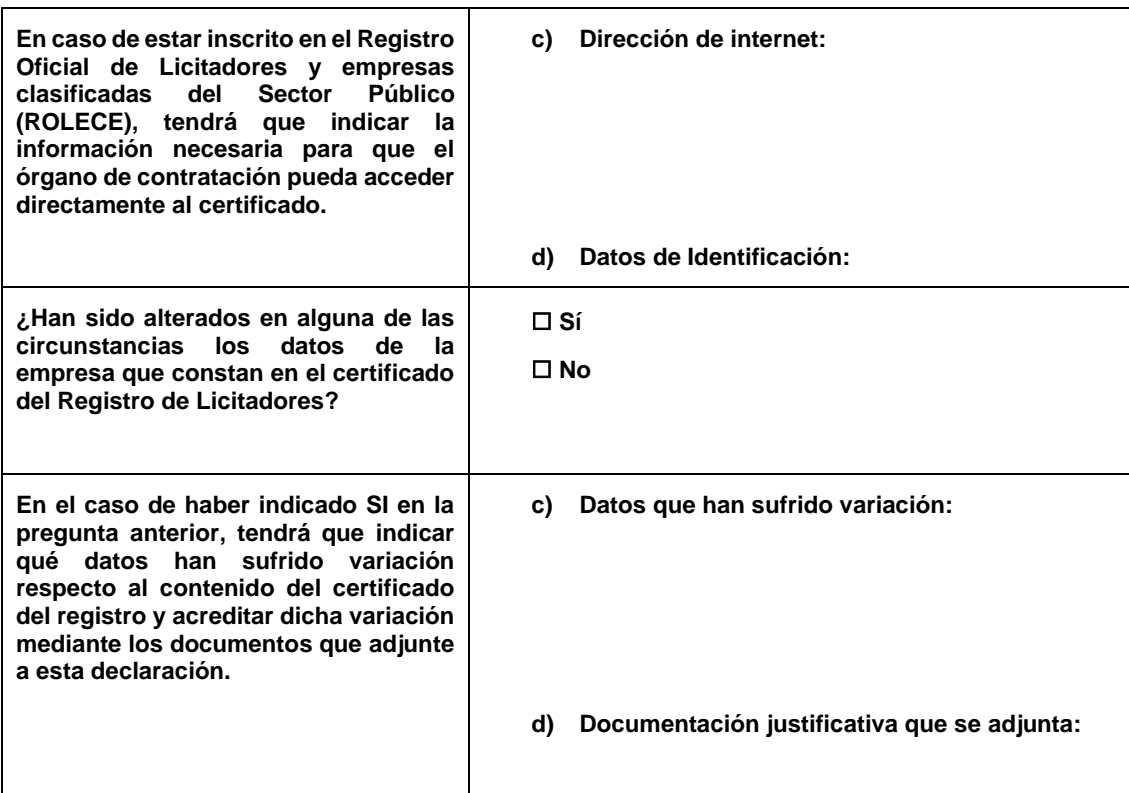 En caso de estar inscrito en el Registro
Oficial de Licitadores y empresas
clasificadas del Sector Público
(ROLECE), tendrá que indicar la
información necesaria para que el
órgano de contratación pueda acceder
directamente al certificado.
c) Dirección de internet:
d) Datos de Identificación:
¿Han sido alterados en alguna de las
circunstancias los datos de la
empresa que constan en el certificado
del Registro de Licitadores?
☐ Sí
☐ No
En el caso de haber indicado SI en la
pregunta anterior, tendrá que indicar
qué datos han sufrido variación
respecto al contenido del certificado
del registro y acreditar dicha variación
mediante los documentos que adjunte
a esta declaración.
c) Datos que han sufrido variación:
d) Documentación justificativa que se adjunta: